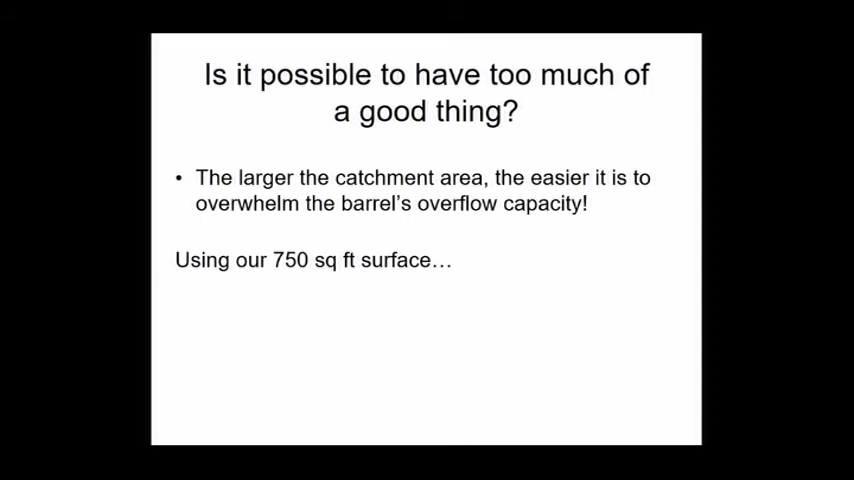 Is it possible to have too much of
a good thing?
• The larger the catchment area, the easier it is to
overwhelm the barrel's overflow capacity!
Using our 750 sq ft surface…